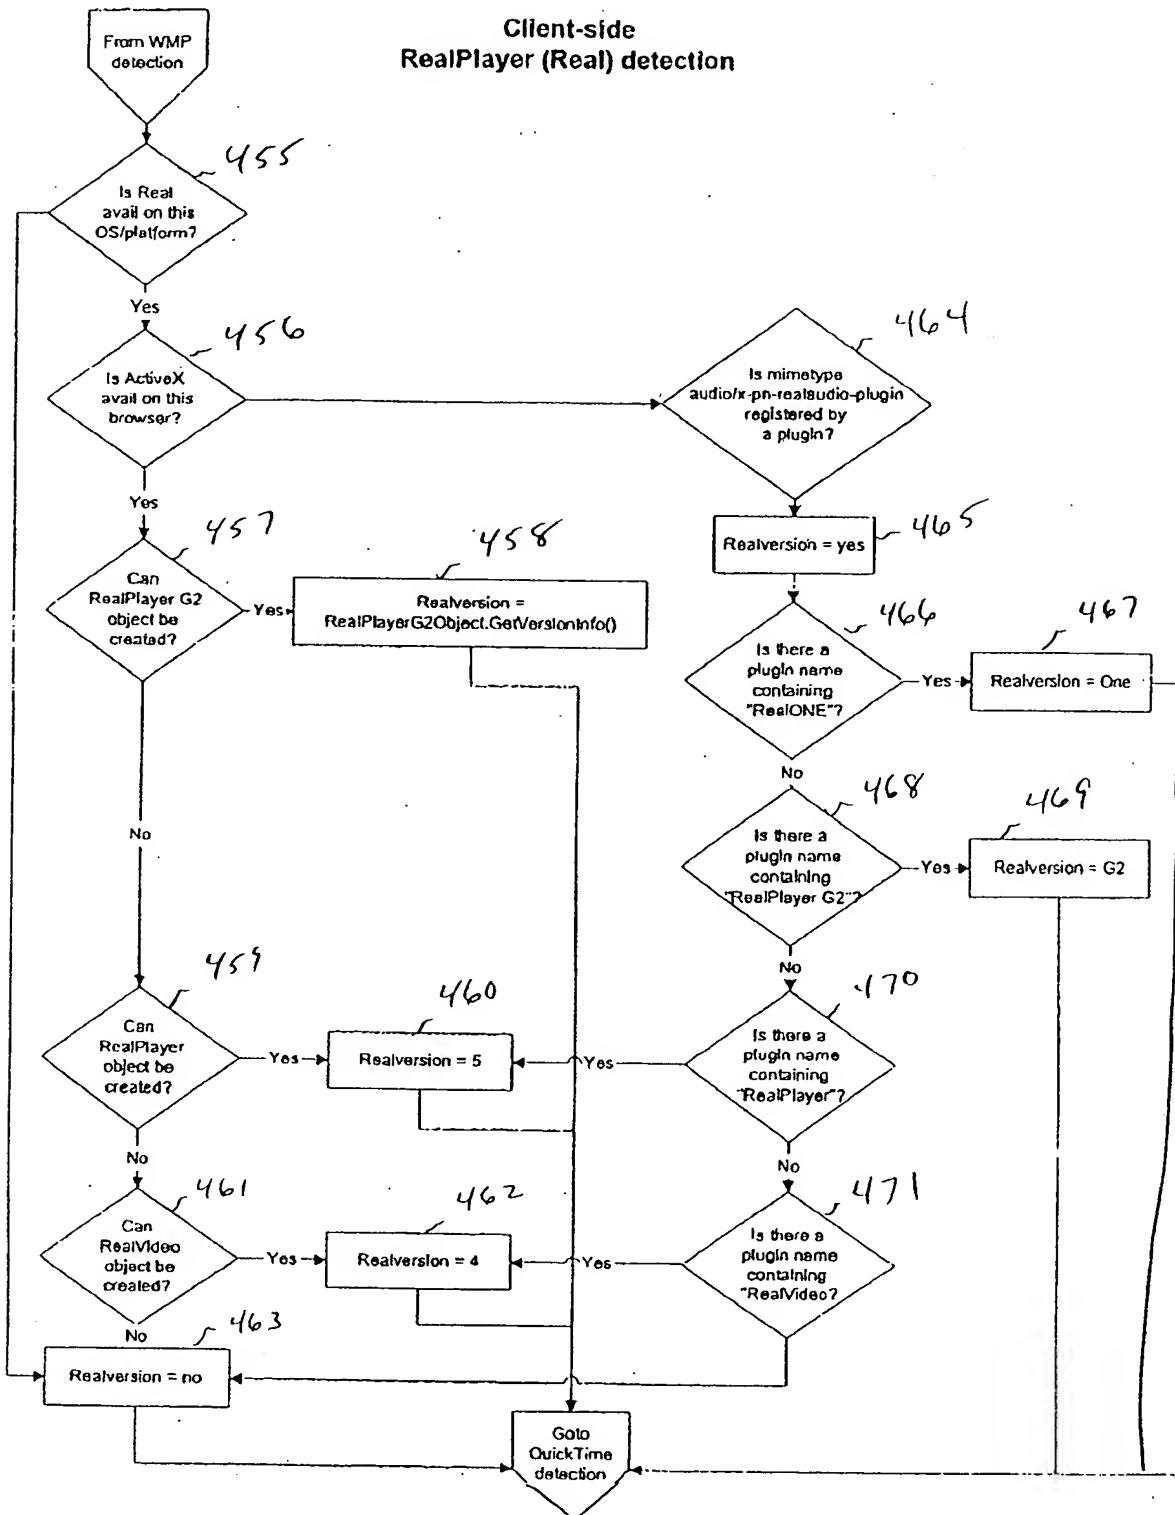 Client-side
RealPlayer (Real) detection
From WMP
detection
455
Is Real
avail on this
OS/platform?
Yes
456
Is ActiveX
avail on this
browser?
464
Is mimetype
audio/x-pn-realaudio-plugin
registered by
a plugin?
Yes
457
Can
RealPlayer G2
object be
created?
Yes
458
Realversion =
RealPlayerG2Object.GetVersionInfo()
465
Realversion = yes
466
Is there a
plugin name
containing
"RealONE"?
Yes
467
Realversion = One
No
No
468
Is there a
plugin name
containing
"RealPlayer G2"?
Yes
469
Realversion = G2
No
459
Can
RealPlayer
object be
created?
Yes
460
Realversion = 5
Yes
470
Is there a
plugin name
containing
"RealPlayer"?
No
No
461
Can
RealVideo
object be
created?
Yes
462
Realversion = 4
Yes
471
Is there a
plugin name
containing
"RealVideo?
No
463
Realversion = no
Goto
QuickTime
detection